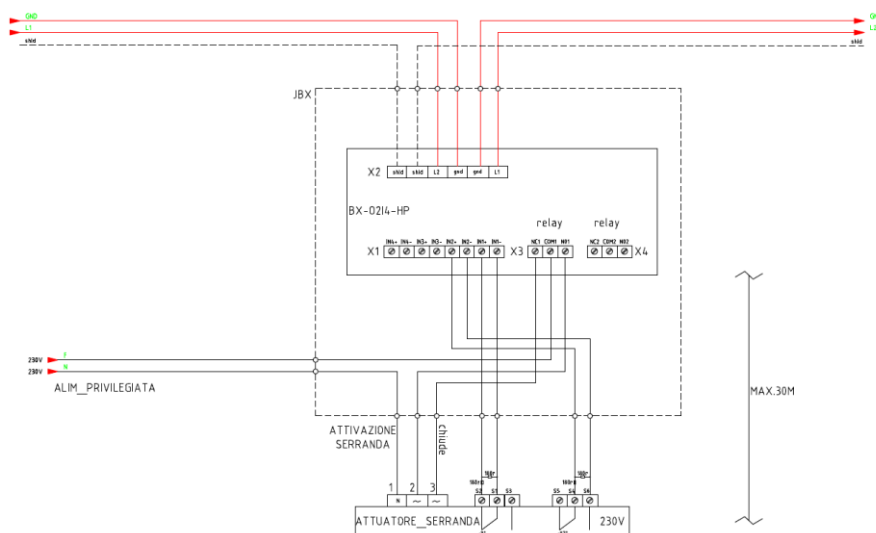 GND
L1
shld
GN
L2
shld
JBX
X2 shld shld L2 gnd gnd L1
BX-02I4-HP
relay relay
IN4+ IN4- IN3+ IN3- IN2+ IN2- IN1+ IN1- NC1 COM1 NO1 NC2 COM2 NO2
X1 X3 X4
230V F
230V N
ALIM_PRIVILEGIATA
MAX.30M
ATTIVAZIONE
SERRANDA
chiude
1 2 3
N ~ ~
S2 S1 S3
S5 S4 S6
ATTUATORE_SERRANDA
230V